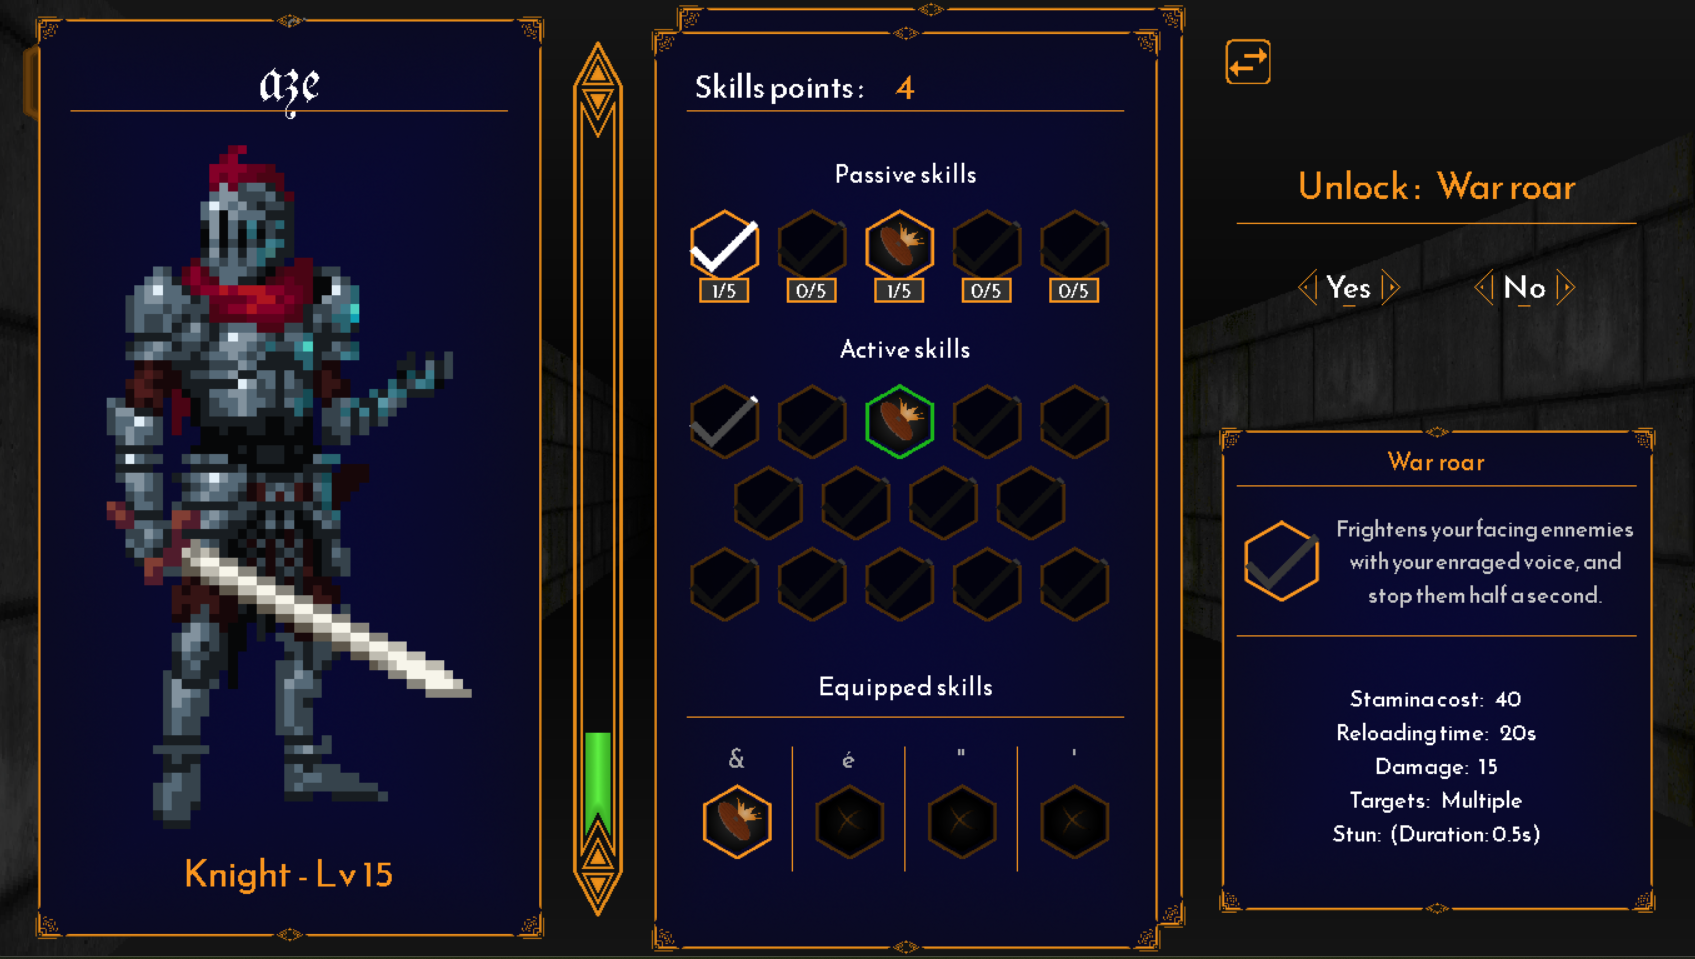 aze
Knight - Lv 15
Skills points: 4
Passive skills
1/5 0/5 1/5 0/5 0/5
Active skills
Equipped skills
& é " '
Unlock: War roar
Yes No
War roar
Frightens your facing ennemies
with your enraged voice, and
stop them half a second.
Stamina cost: 40
Reloading time: 20s
Damage: 15
Targets: Multiple
Stun: (Duration: 0.5s)